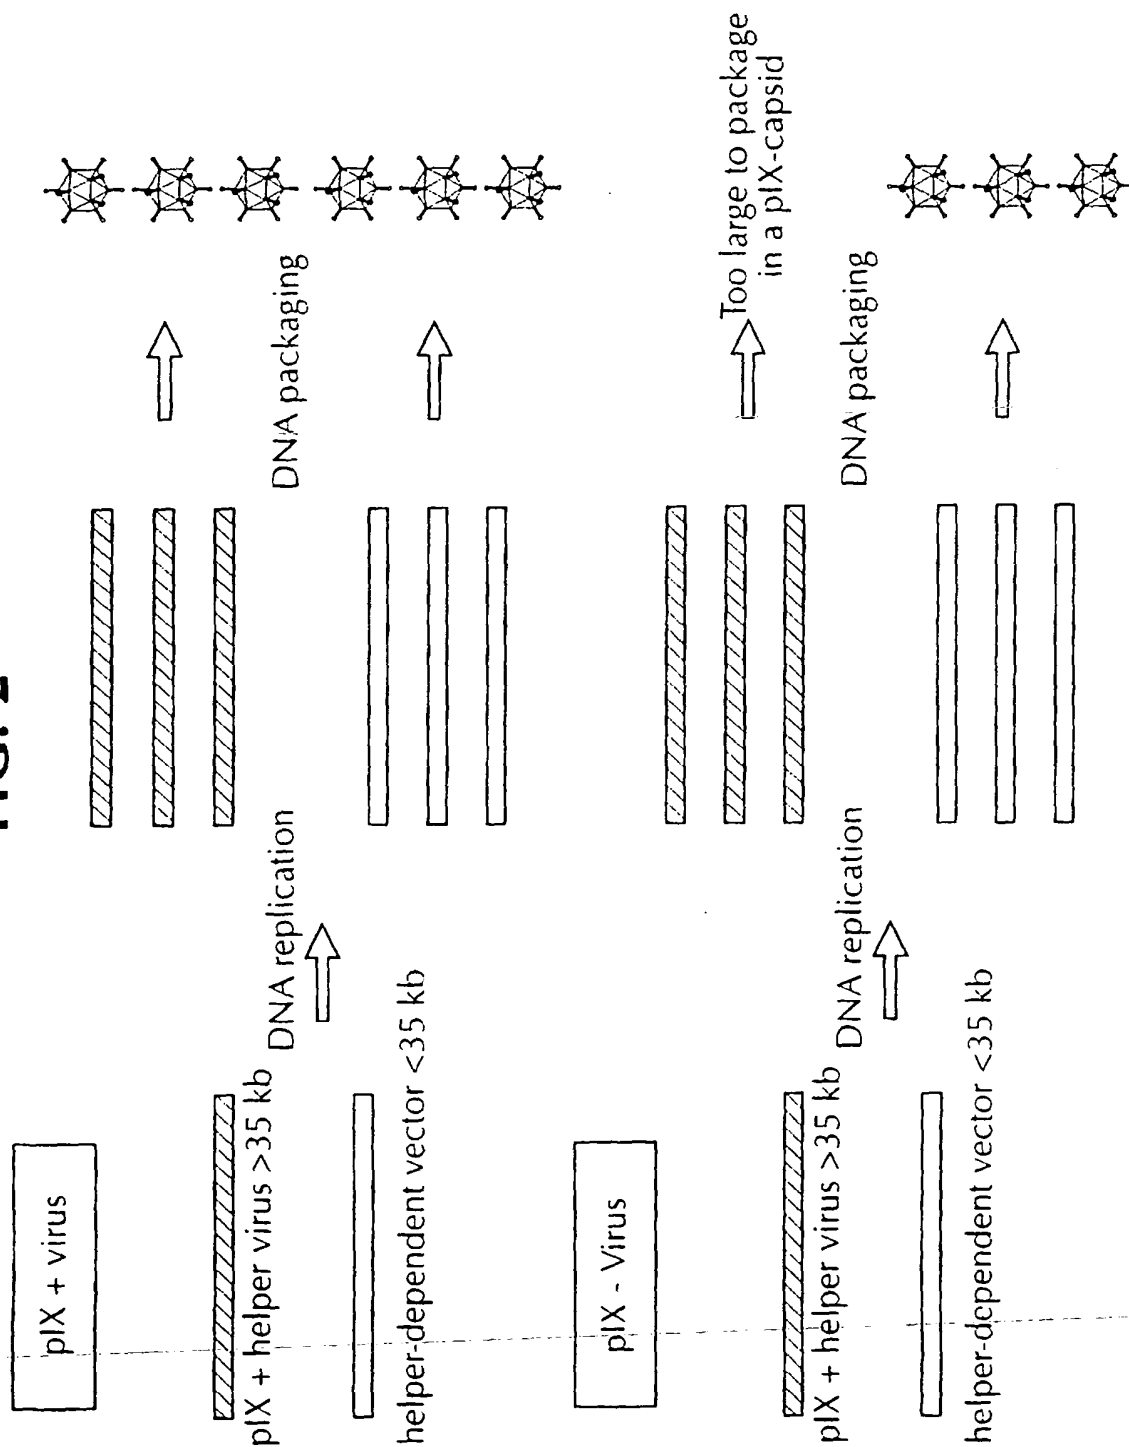 pIX + virus
pIX + helper virus >35 kb
helper-dependent vector <35 kb
DNA replication
DNA packaging
pIX - Virus
pIX + helper virus >35 kb
helper-dependent vector <35 kb
DNA replication
DNA packaging
Too large to package
in a pIX-capsid